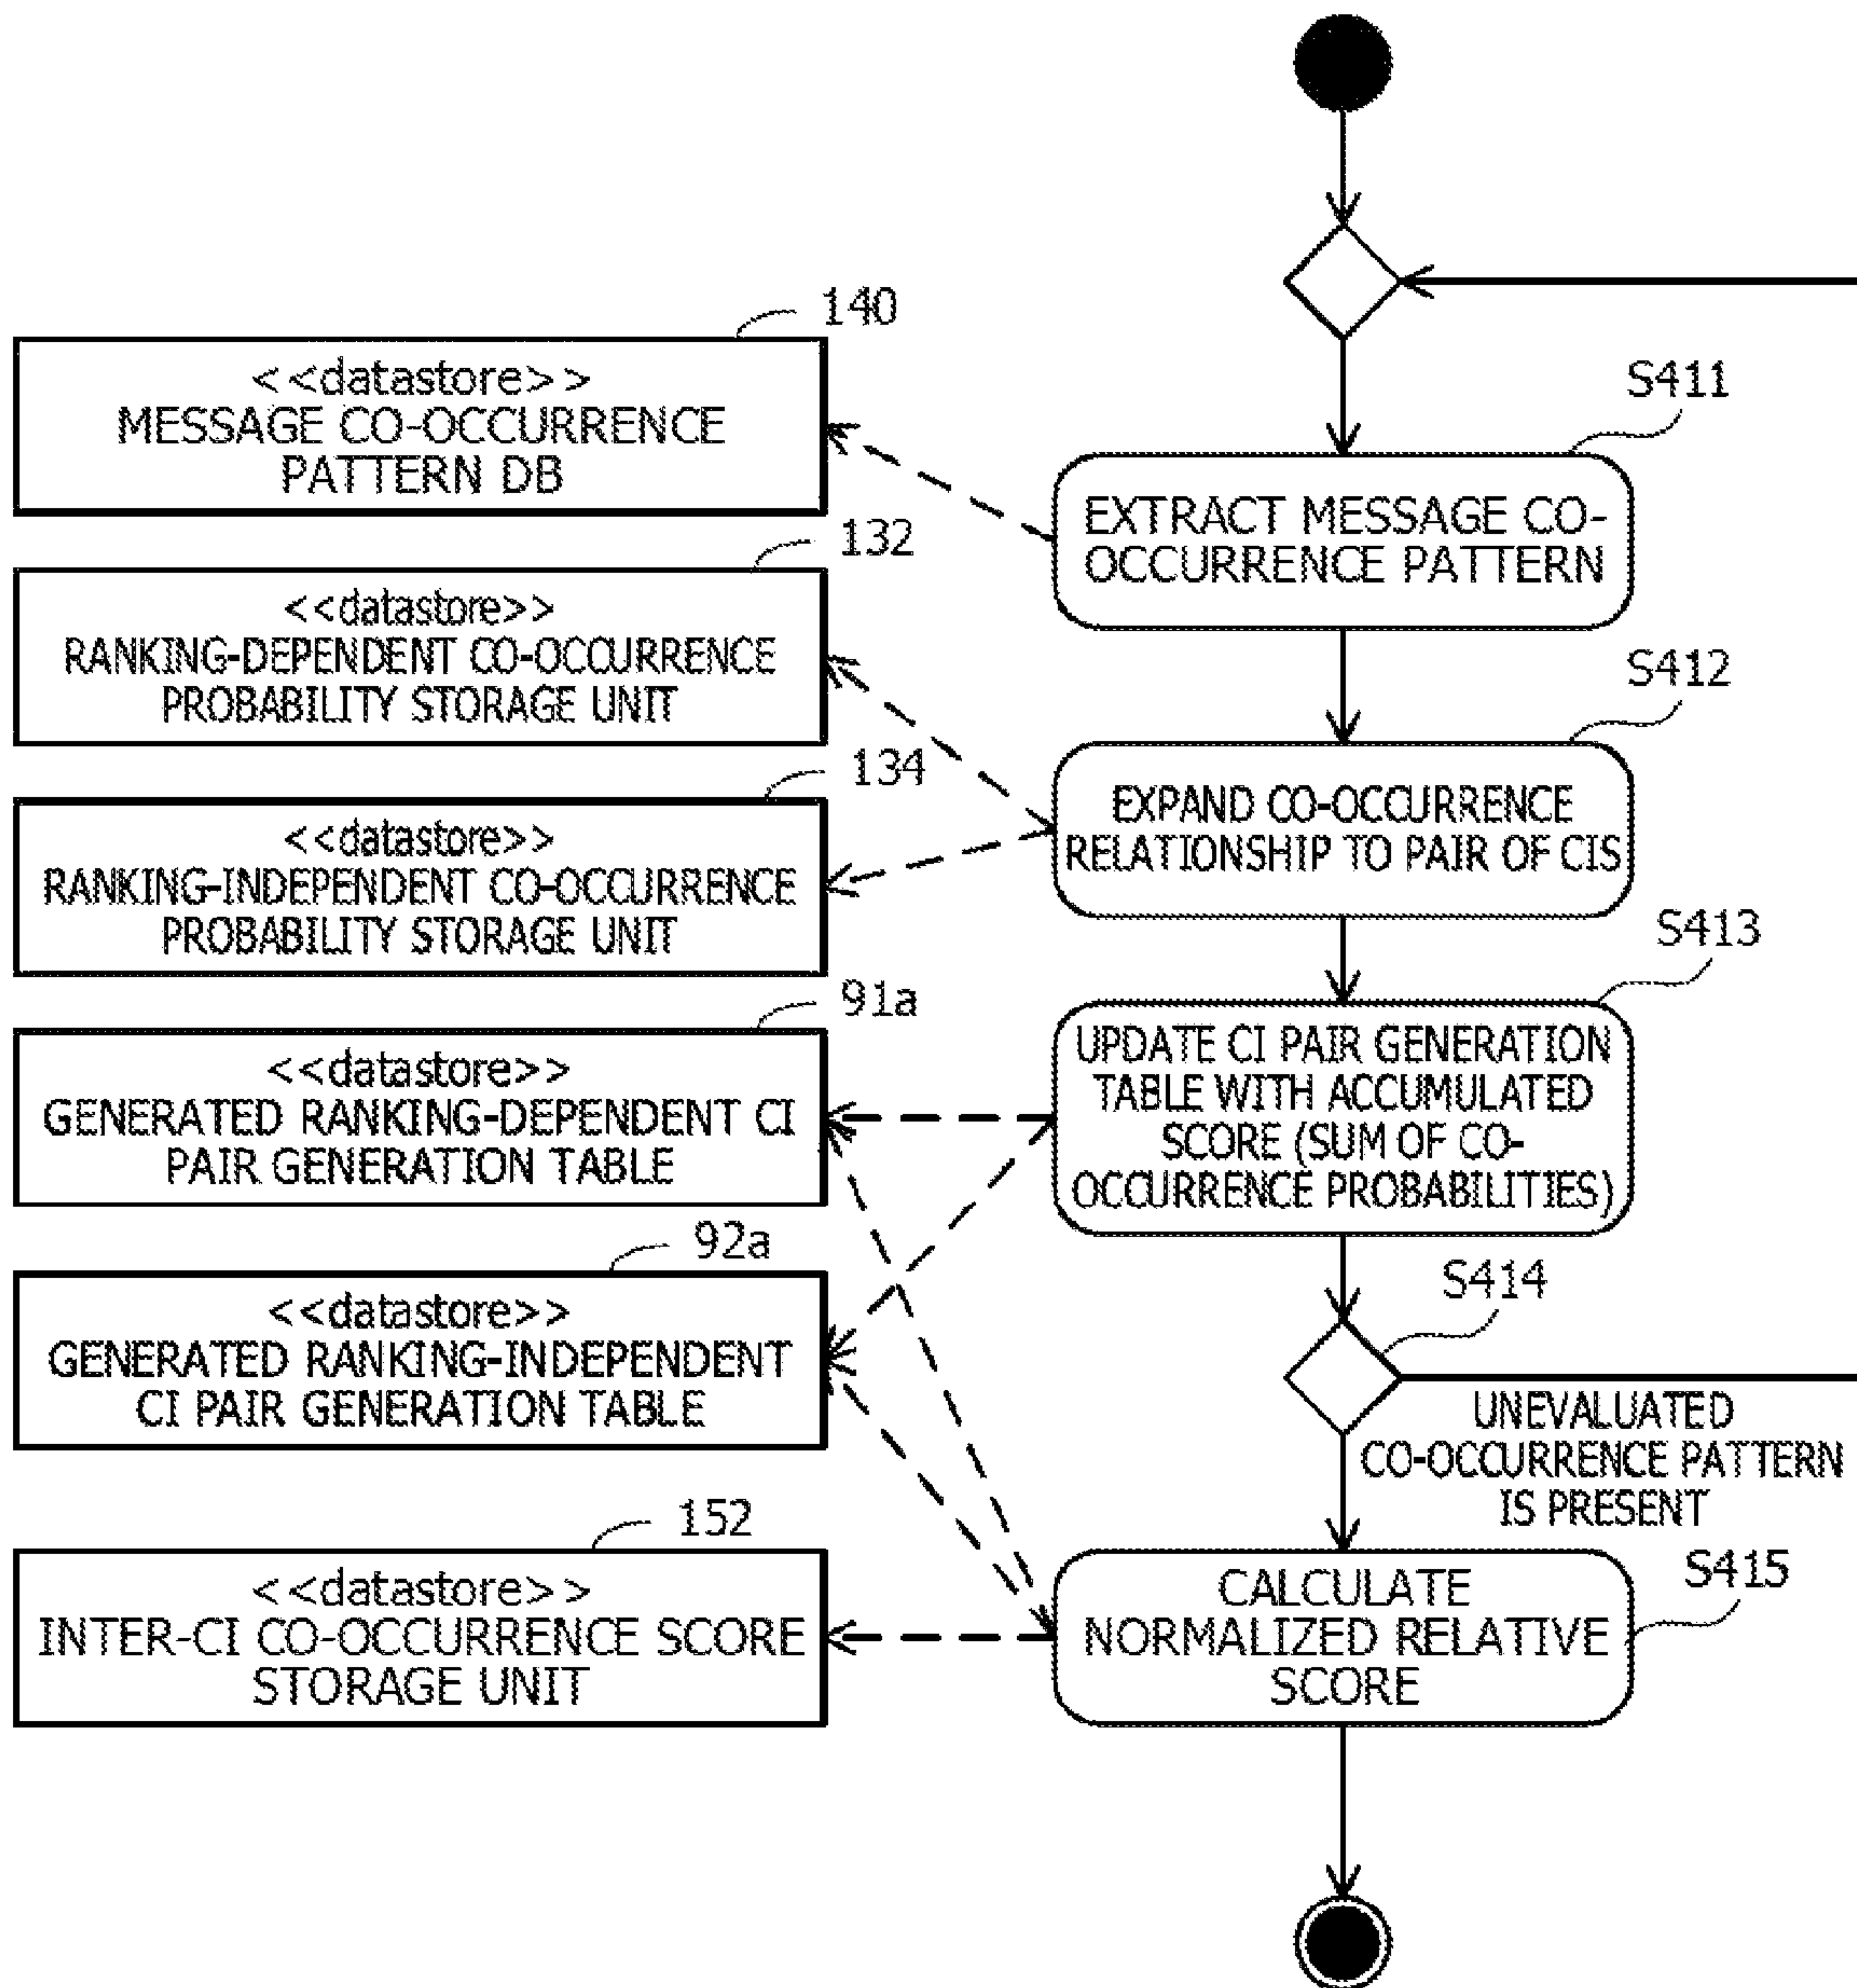 140
<<datastore>>
MESSAGE CO-OCCURRENCE
PATTERN DB
132
<<datastore>>
RANKING-DEPENDENT CO-OCCURRENCE
PROBABILITY STORAGE UNIT
134
<<datastore>>
RANKING-INDEPENDENT CO-OCCURRENCE
PROBABILITY STORAGE UNIT
91a
<<datastore>>
GENERATED RANKING-DEPENDENT CI
PAIR GENERATION TABLE
92a
<<datastore>>
GENERATED RANKING-INDEPENDENT
CI PAIR GENERATION TABLE
152
<<datastore>>
INTER-CI CO-OCCURRENCE SCORE
STORAGE UNIT
S411
EXTRACT MESSAGE CO-
OCCURRENCE PATTERN
S412
EXPAND CO-OCCURRENCE
RELATIONSHIP TO PAIR OF CIS
S413
UPDATE CI PAIR GENERATION
TABLE WITH ACCUMULATED
SCORE (SUM OF CO-
OCCURRENCE PROBABILITIES)
S414
UNEVALUATED
CO-OCCURRENCE PATTERN
IS PRESENT
S415
CALCULATE
NORMALIZED RELATIVE
SCORE